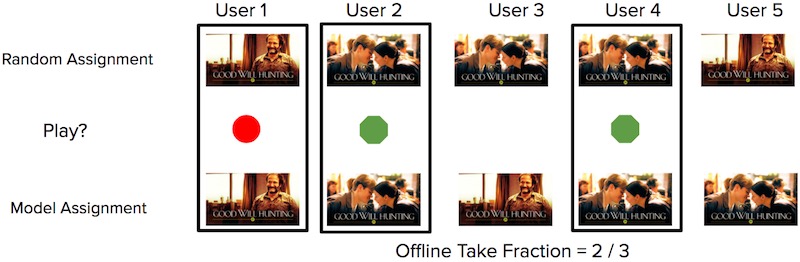 User 1 User 2 User 3 User 4 User 5
Random Assignment
GOOD WILL HUNTING GOOD WILL HUNTING GOOD WILL HUNTING GOOD WILL HUNTING GOOD WILL HUNTING
Play?
Model Assignment
GOOD WILL HUNTING GOOD WILL HUNTING GOOD WILL HUNTING GOOD WILL HUNTING GOOD WILL HUNTING
Offline Take Fraction = 2 / 3